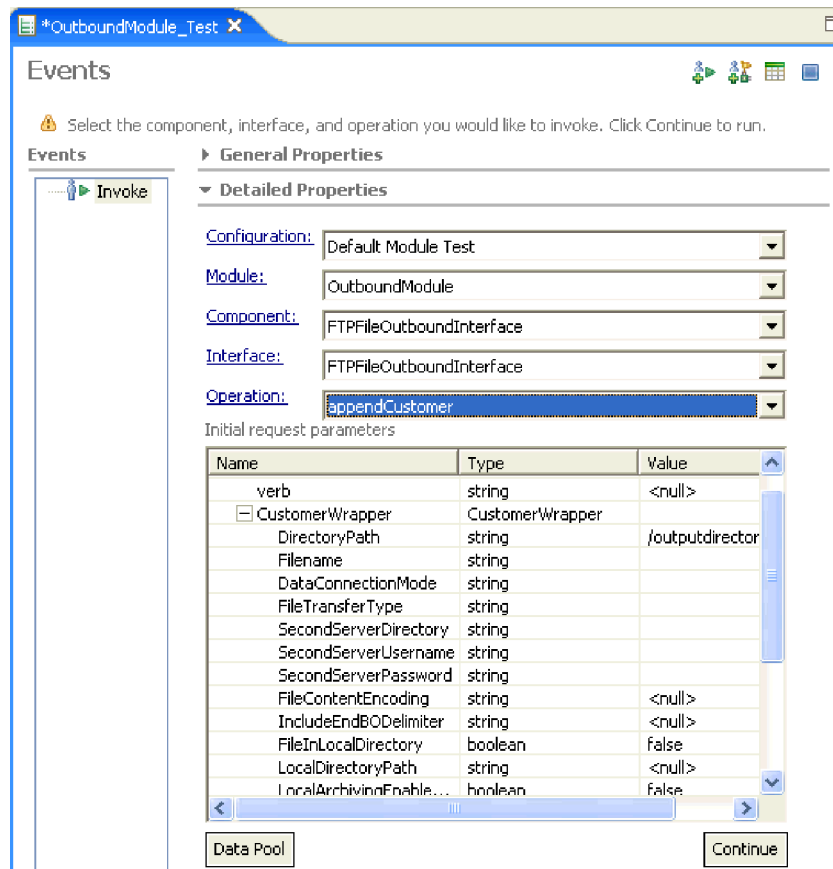 *OutboundModule_Test
Events
Select the component, interface, and operation you would like to invoke. Click Continue to run.
Events
Invoke
General Properties
Detailed Properties
Configuration: Default Module Test
Module: OutboundModule
Component: FTPFileOutboundInterface
Interface: FTPFileOutboundInterface
Operation: appendCustomer
Initial request parameters
Name Type Value
verb string <null>
CustomerWrapper CustomerWrapper
DirectoryPath string /outputdirector
Filename string
DataConnectionMode string
FileTransferType string
SecondServerDirectory string
SecondServerUsername string
SecondServerPassword string
FileContentEncoding string <null>
IncludeEndBODelimiter string <null>
FileInLocalDirectory boolean false
LocalDirectoryPath string <null>
LocalArchivingEnable... boolean false
Data Pool Continue